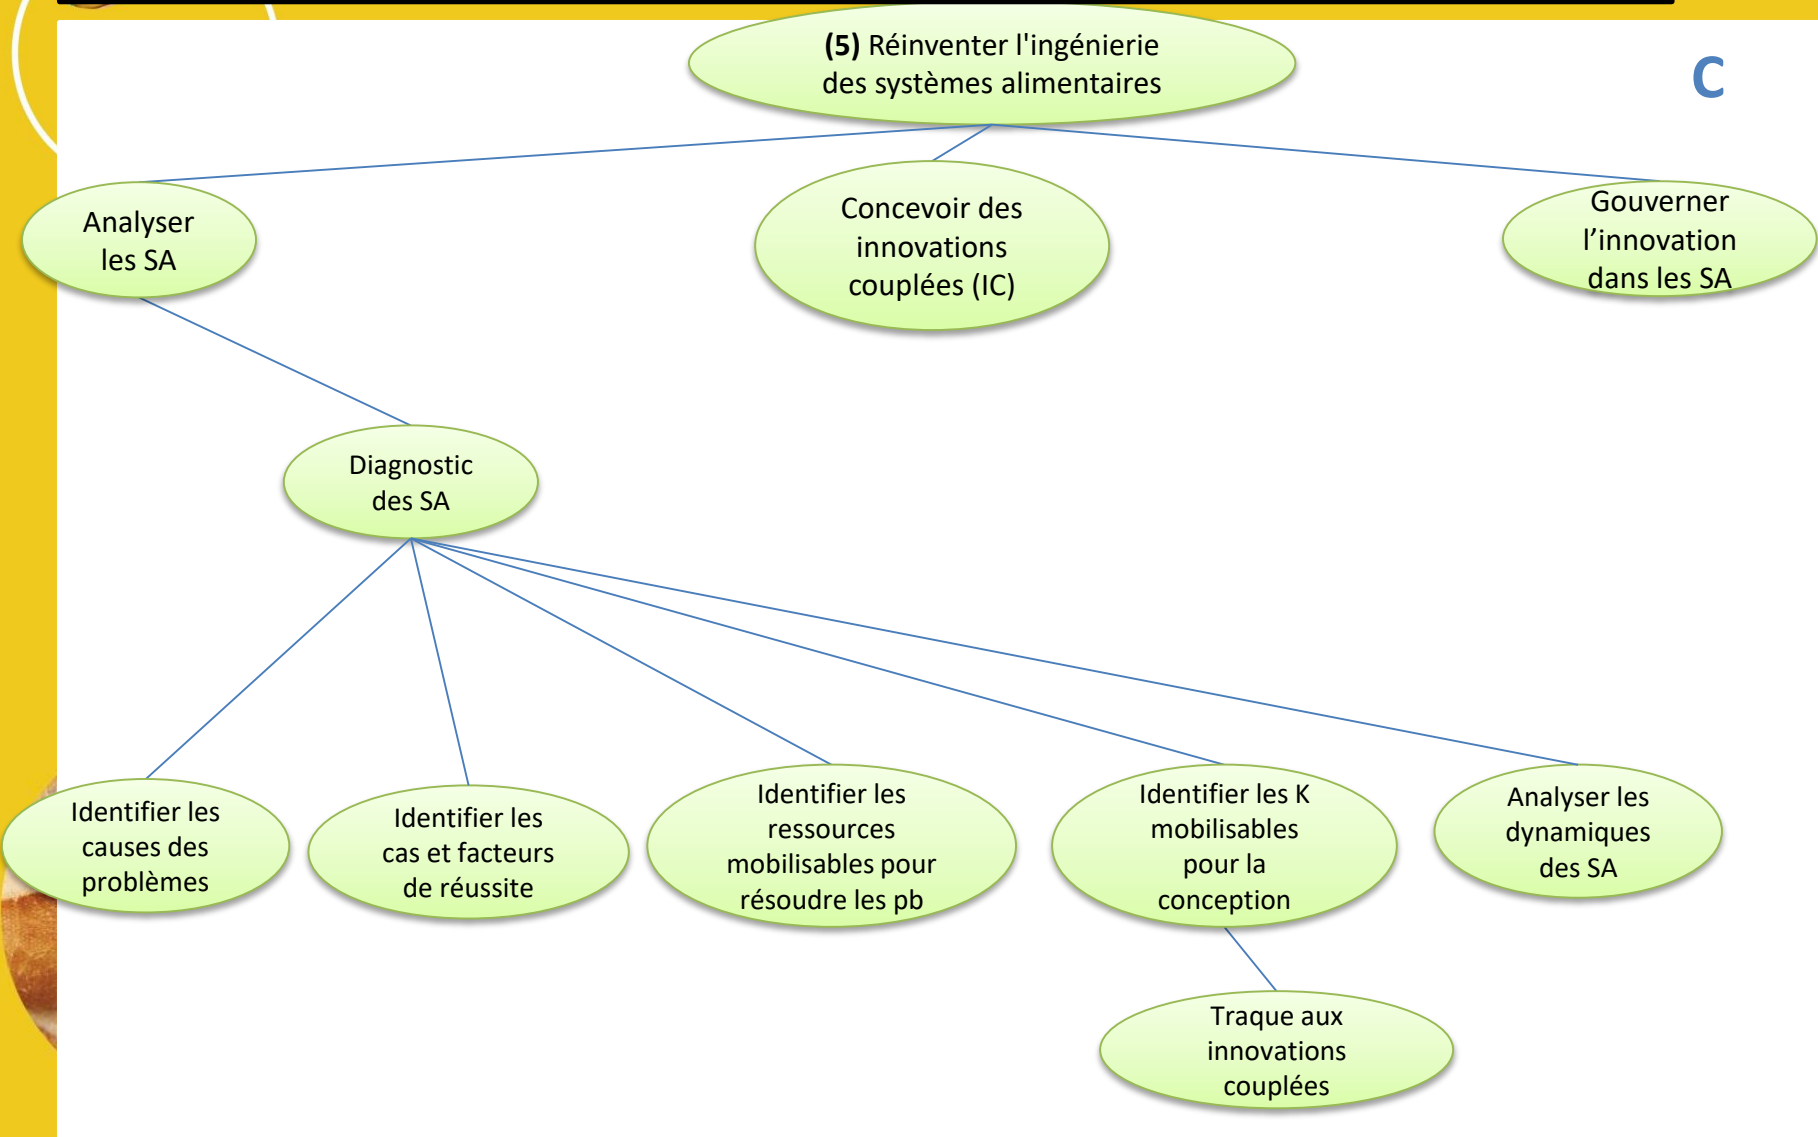 (5) Réinventer l'ingénierie
des systèmes alimentaires
C
Analyser
les SA
Concevoir des
innovations
couplées (IC)
Gouverner
l’innovation
dans les SA
Diagnostic
des SA
Identifier les
causes des
problèmes
Identifier les
cas et facteurs
de réussite
Identifier les
ressources
mobilisables pour
résoudre les pb
Identifier les K
mobilisables
pour la
conception
Analyser les
dynamiques
des SA
Traque aux
innovations
couplées